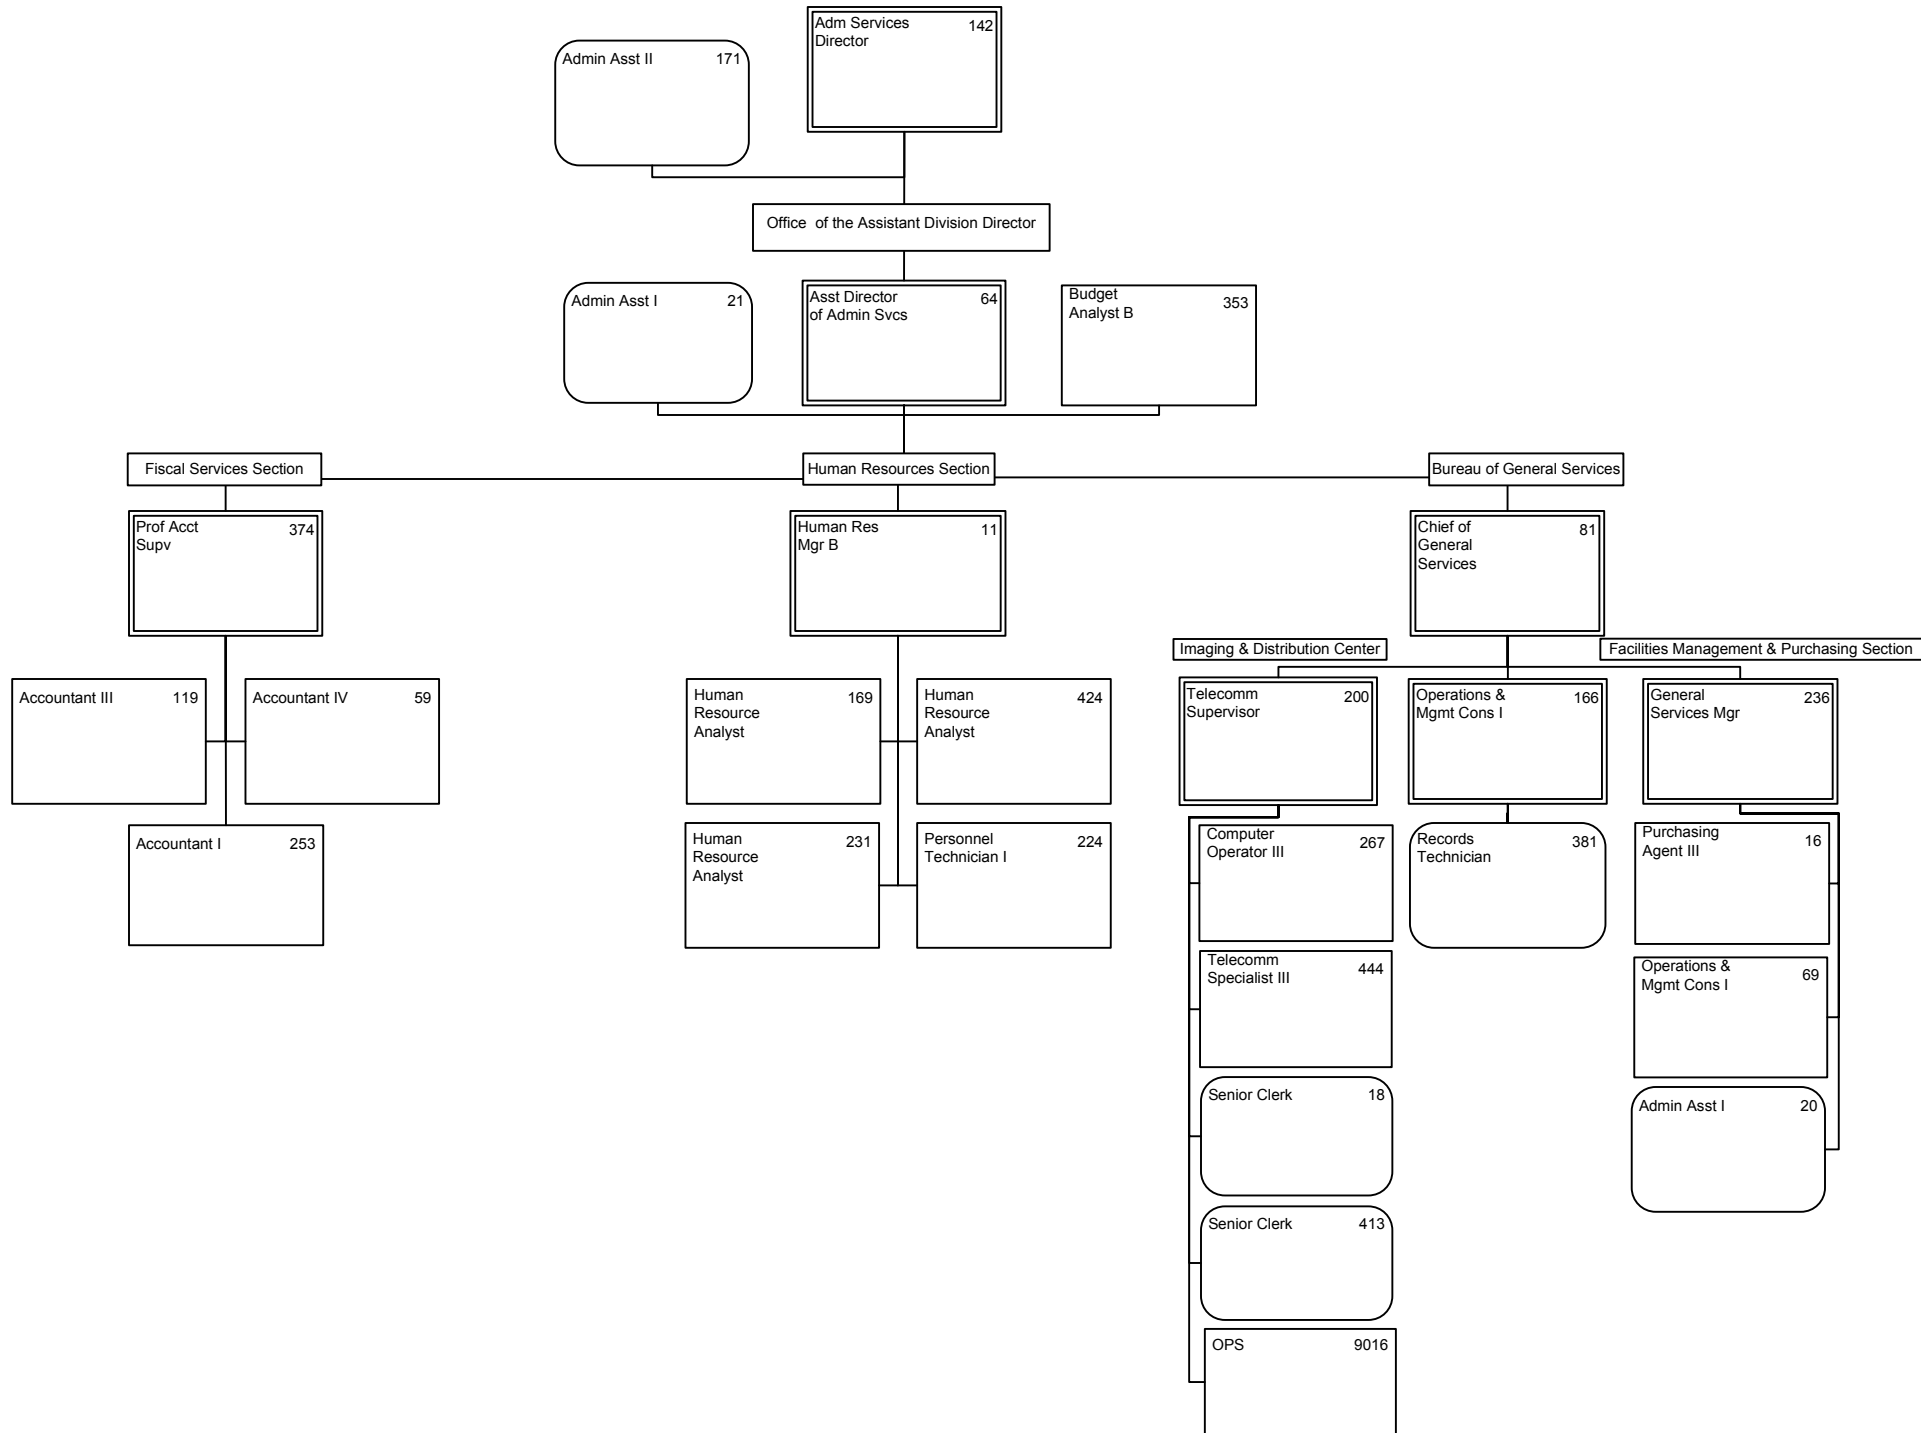 Adm Services 142
Director
Admin Asst II 171
Office of the Assistant Division Director
Admin Asst I 21
Asst Director 64
of Admin Svcs
Budget 353
Analyst B
Fiscal Services Section
Human Resources Section
Bureau of General Services
Prof Acct 374
Supv
Human Res 11
Mgr B
Chief of 81
General
Services
Imaging & Distribution Center
Facilities Management & Purchasing Section
Accountant III 119
Accountant IV 59
Human 169
Resource
Analyst
Human 424
Resource
Analyst
Telecomm 200
Supervisor
Operations & 166
Mgmt Cons I
General 236
Services Mgr
Accountant I 253
Human 231
Resource
Analyst
Personnel 224
Technician I
Computer 267
Operator III
Records 381
Technician
Purchasing 16
Agent III
Telecomm 444
Specialist III
Operations & 69
Mgmt Cons I
Senior Clerk 18
Admin Asst I 20
Senior Clerk 413
OPS 9016